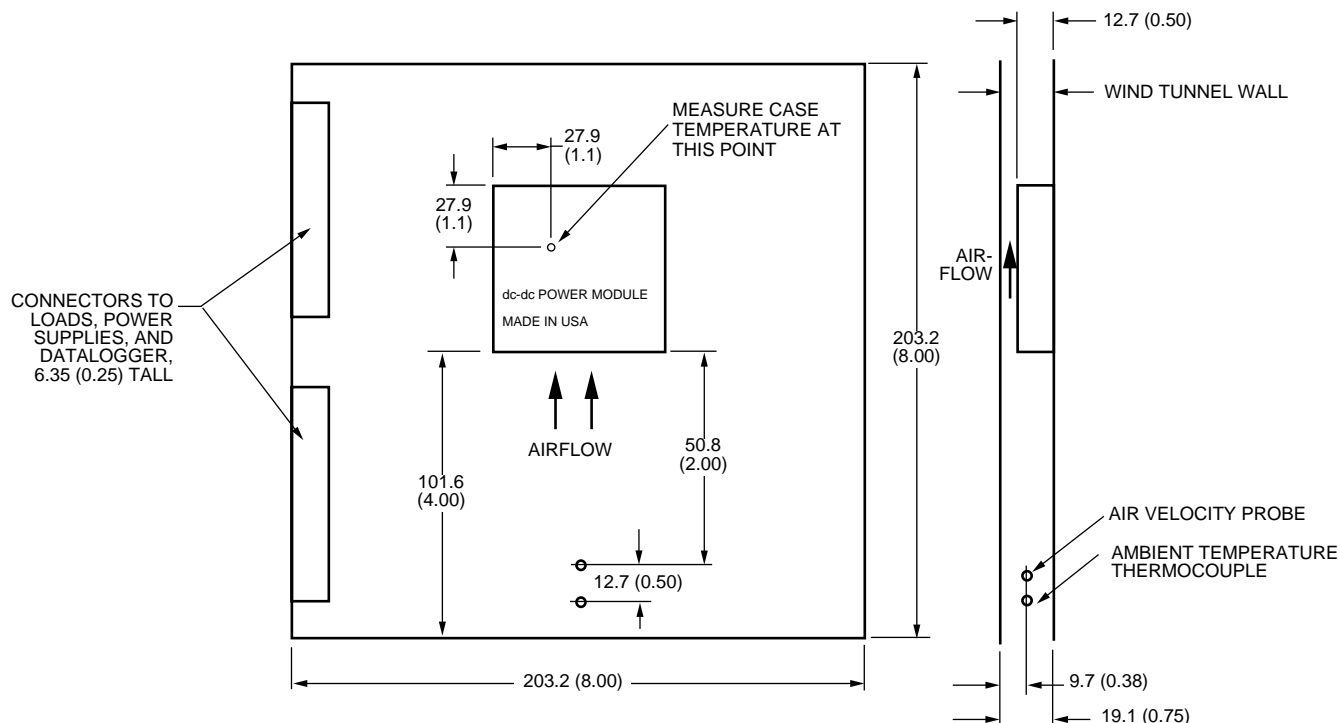 12.7 (0.50)
WIND TUNNEL WALL
MEASURE CASE
TEMPERATURE AT
THIS POINT
27.9
(1.1)
27.9
(1.1)
AIR-
FLOW
dc-dc POWER MODULE
MADE IN USA
CONNECTORS TO
LOADS, POWER
SUPPLIES, AND
DATALOGGER,
6.35 (0.25) TALL
203.2
(8.00)
AIRFLOW
50.8
(2.00)
101.6
(4.00)
AIR VELOCITY PROBE
AMBIENT TEMPERATURE
THERMOCOUPLE
12.7 (0.50)
203.2 (8.00)
9.7 (0.38)
19.1 (0.75)